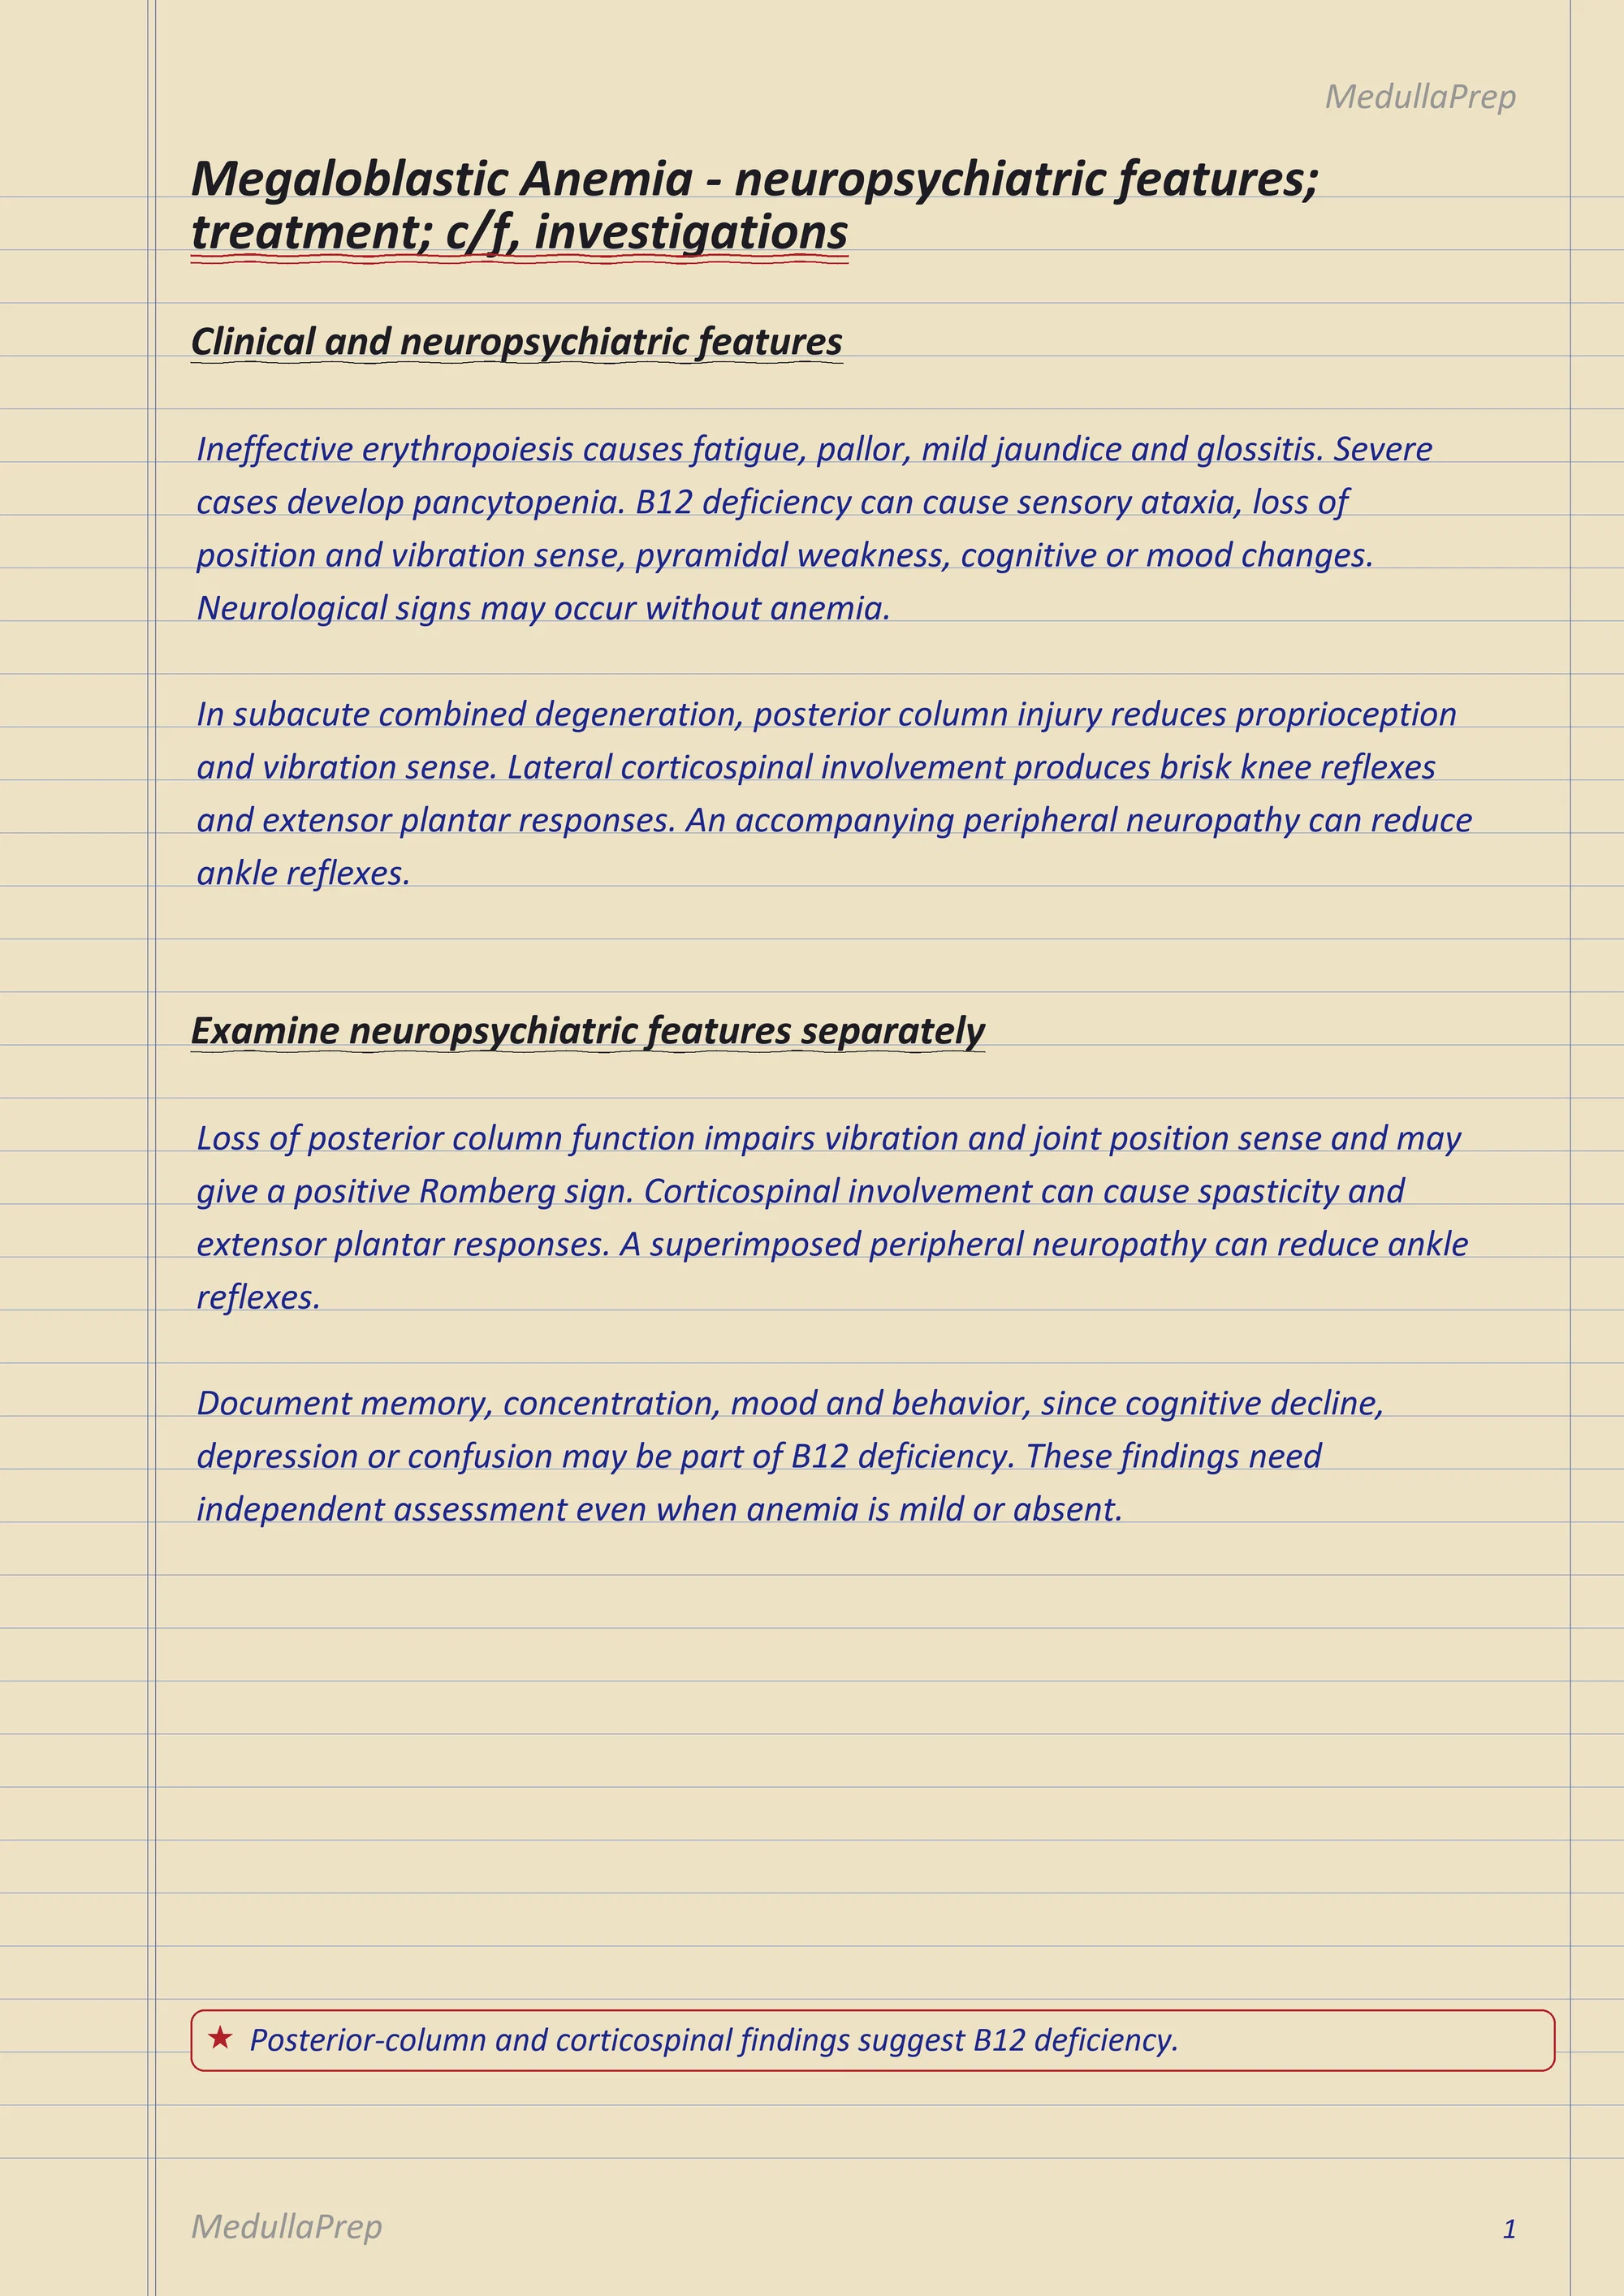 MedullaPrep
Megaloblastic Anemia - neuropsychiatric features;
treatment; c/f, investigations
Clinical and neuropsychiatric features
Ineffective erythropoiesis causes fatigue, pallor, mild jaundice and glossitis. Severe
cases develop pancytopenia. B12 deficiency can cause sensory ataxia, loss of
position and vibration sense, pyramidal weakness, cognitive or mood changes.
Neurological signs may occur without anemia.
In subacute combined degeneration, posterior column injury reduces proprioception
and vibration sense. Lateral corticospinal involvement produces brisk knee reflexes
and extensor plantar responses. An accompanying peripheral neuropathy can reduce
ankle reflexes.
Examine neuropsychiatric features separately
Loss of posterior column function impairs vibration and joint position sense and may
give a positive Romberg sign. Corticospinal involvement can cause spasticity and
extensor plantar responses. A superimposed peripheral neuropathy can reduce ankle
reflexes.
Document memory, concentration, mood and behavior, since cognitive decline,
depression or confusion may be part of B12 deficiency. These findings need
independent assessment even when anemia is mild or absent.
★ Posterior-column and corticospinal findings suggest B12 deficiency.
MedullaPrep
1